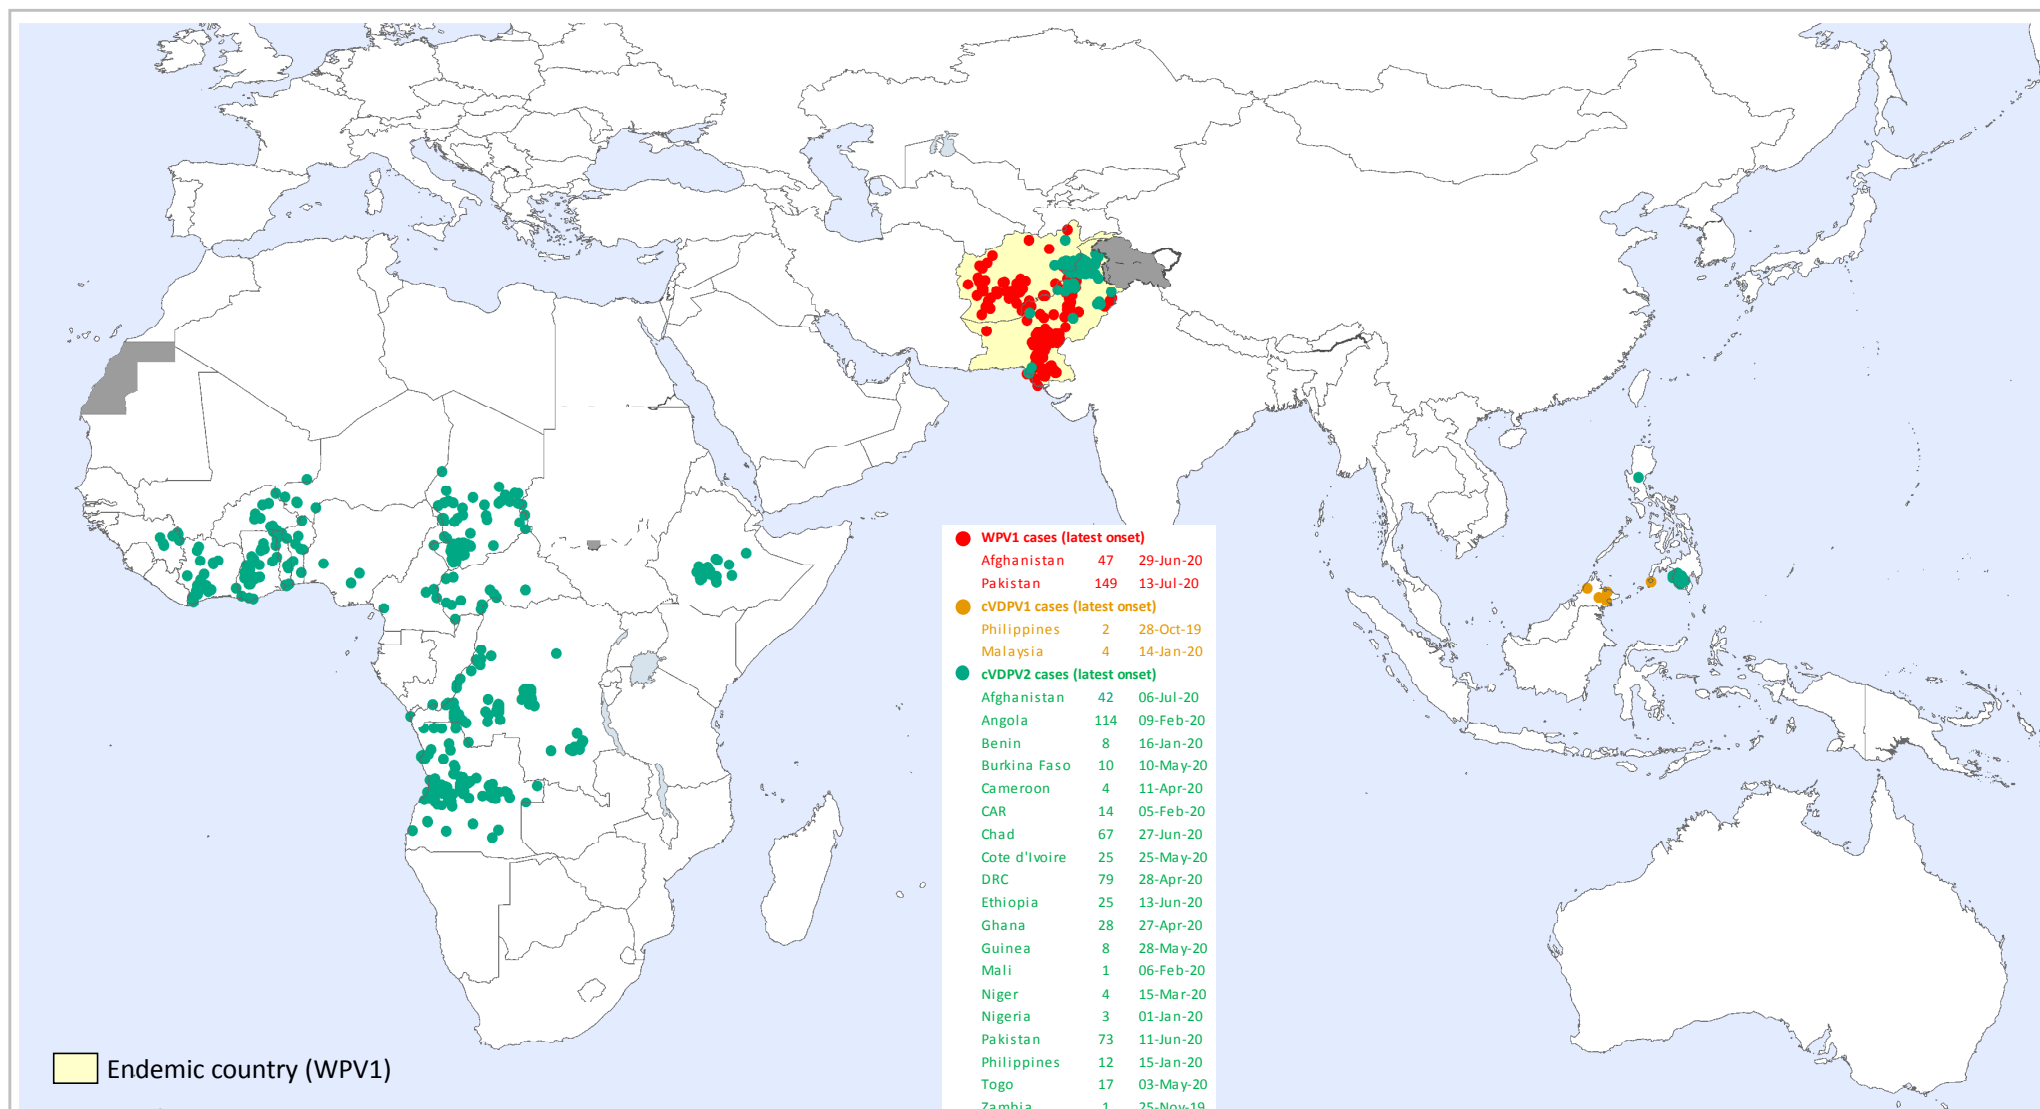 WPV1 cases (latest onset)
Afghanistan 47 29-Jun-20
Pakistan 149 13-Jul-20
cVDPV1 cases (latest onset)
Philippines 2 28-Oct-19
Malaysia 4 14-Jan-20
cVDPV2 cases (latest onset)
Afghanistan 42 06-Jul-20
Angola 114 09-Feb-20
Benin 8 16-Jan-20
Burkina Faso 10 10-May-20
Cameroon 4 11-Apr-20
CAR 14 05-Feb-20
Chad 67 27-Jun-20
Cote d'Ivoire 25 25-May-20
DRC 79 28-Apr-20
Ethiopia 25 13-Jun-20
Ghana 28 27-Apr-20
Guinea 8 28-May-20
Mali 1 06-Feb-20
Niger 4 15-Mar-20
Nigeria 3 01-Jan-20
Pakistan 73 11-Jun-20
Philippines 12 15-Jan-20
Togo 17 03-May-20
Zambia 1 25-Nov-19
Endemic country (WPV1)